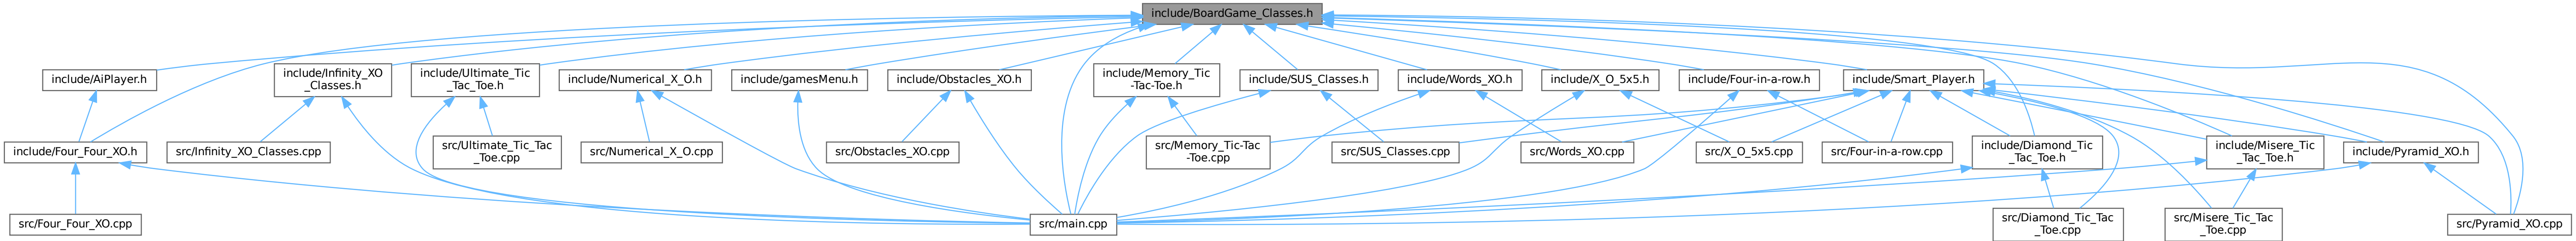 include/BoardGame_Classes.h
include/AiPlayer.h
include/Infinity_XO
_Classes.h
include/Ultimate_Tic
_Tac_Toe.h
include/Numerical_X_O.h
include/gamesMenu.h
include/Obstacles_XO.h
include/Memory_Tic
-Tac-Toe.h
include/SUS_Classes.h
include/Words_XO.h
include/X_O_5x5.h
include/Four-in-a-row.h
include/Smart_Player.h
include/Four_Four_XO.h
src/Infinity_XO_Classes.cpp
src/Ultimate_Tic_Tac
_Toe.cpp
src/Numerical_X_O.cpp
src/Obstacles_XO.cpp
src/Memory_Tic-Tac
-Toe.cpp
src/SUS_Classes.cpp
src/Words_XO.cpp
src/X_O_5x5.cpp
src/Four-in-a-row.cpp
include/Diamond_Tic
_Tac_Toe.h
include/Misere_Tic
_Tac_Toe.h
include/Pyramid_XO.h
src/Four_Four_XO.cpp
src/main.cpp
src/Diamond_Tic_Tac
_Toe.cpp
src/Misere_Tic_Tac
_Toe.cpp
src/Pyramid_XO.cpp